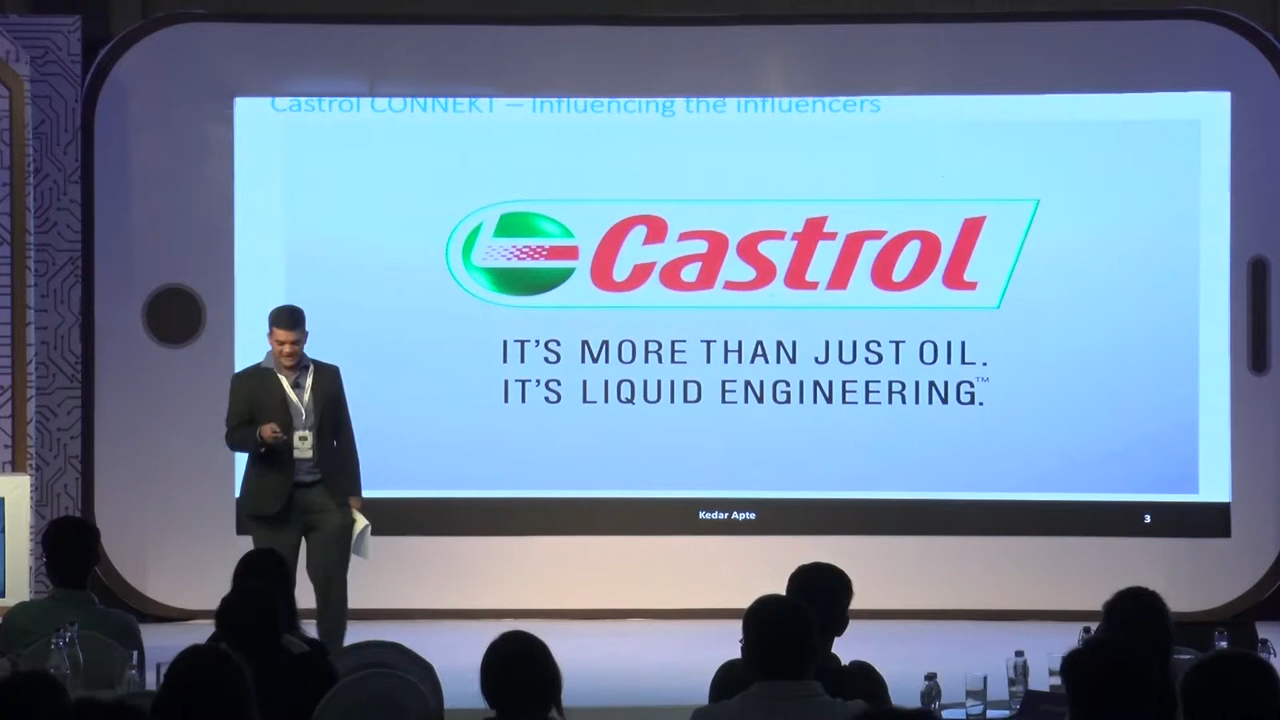 Castrol CONNEKT – Influencing the influencers
Castrol
IT'S MORE THAN JUST OIL.
IT'S LIQUID ENGINEERING.™
Kedar Apte
3